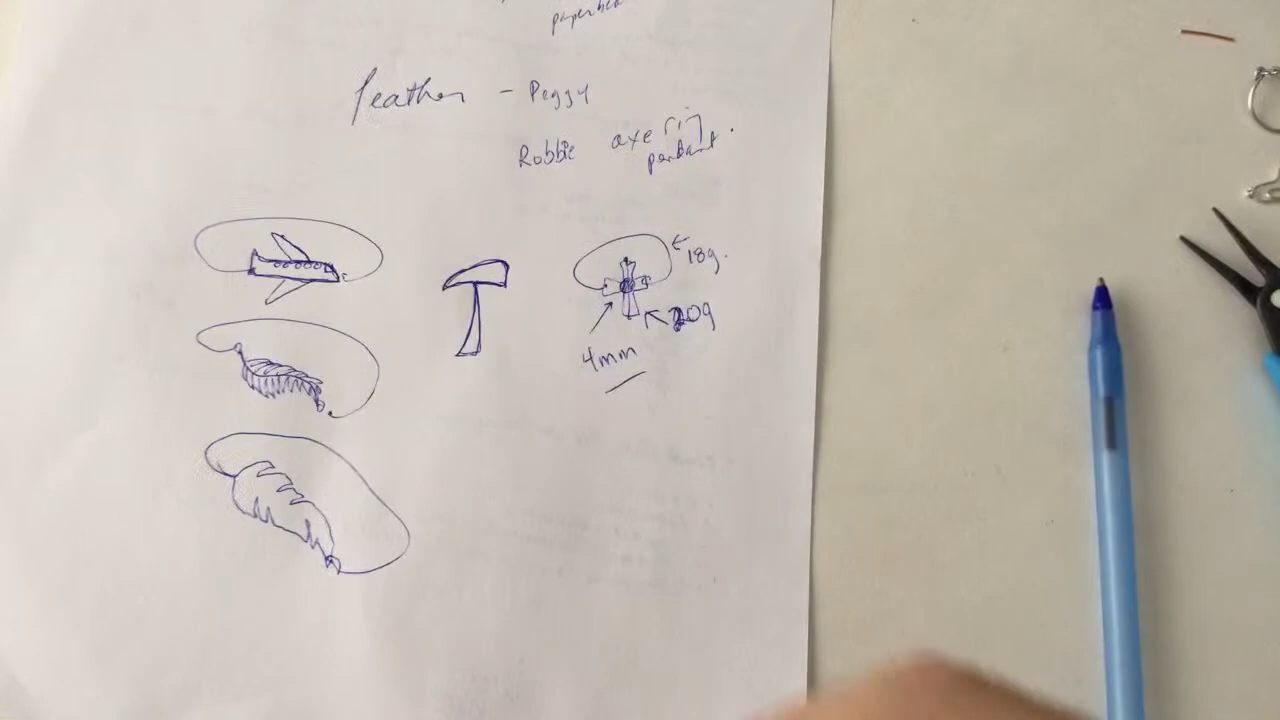 feather - Peggy
Robbie axe ring
pendant.
18g.
20g
4mm